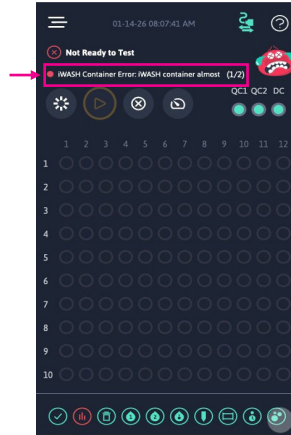 01-14-26 08:07:41 AM
?
Not Ready to Test
iWASH Container Error: iWASH container almost (1/2)
QC1 QC2 DC
1 2 3 4 5 6 7 8 9 10 11 12
1
2
3
4
5
6
7
8
9
10